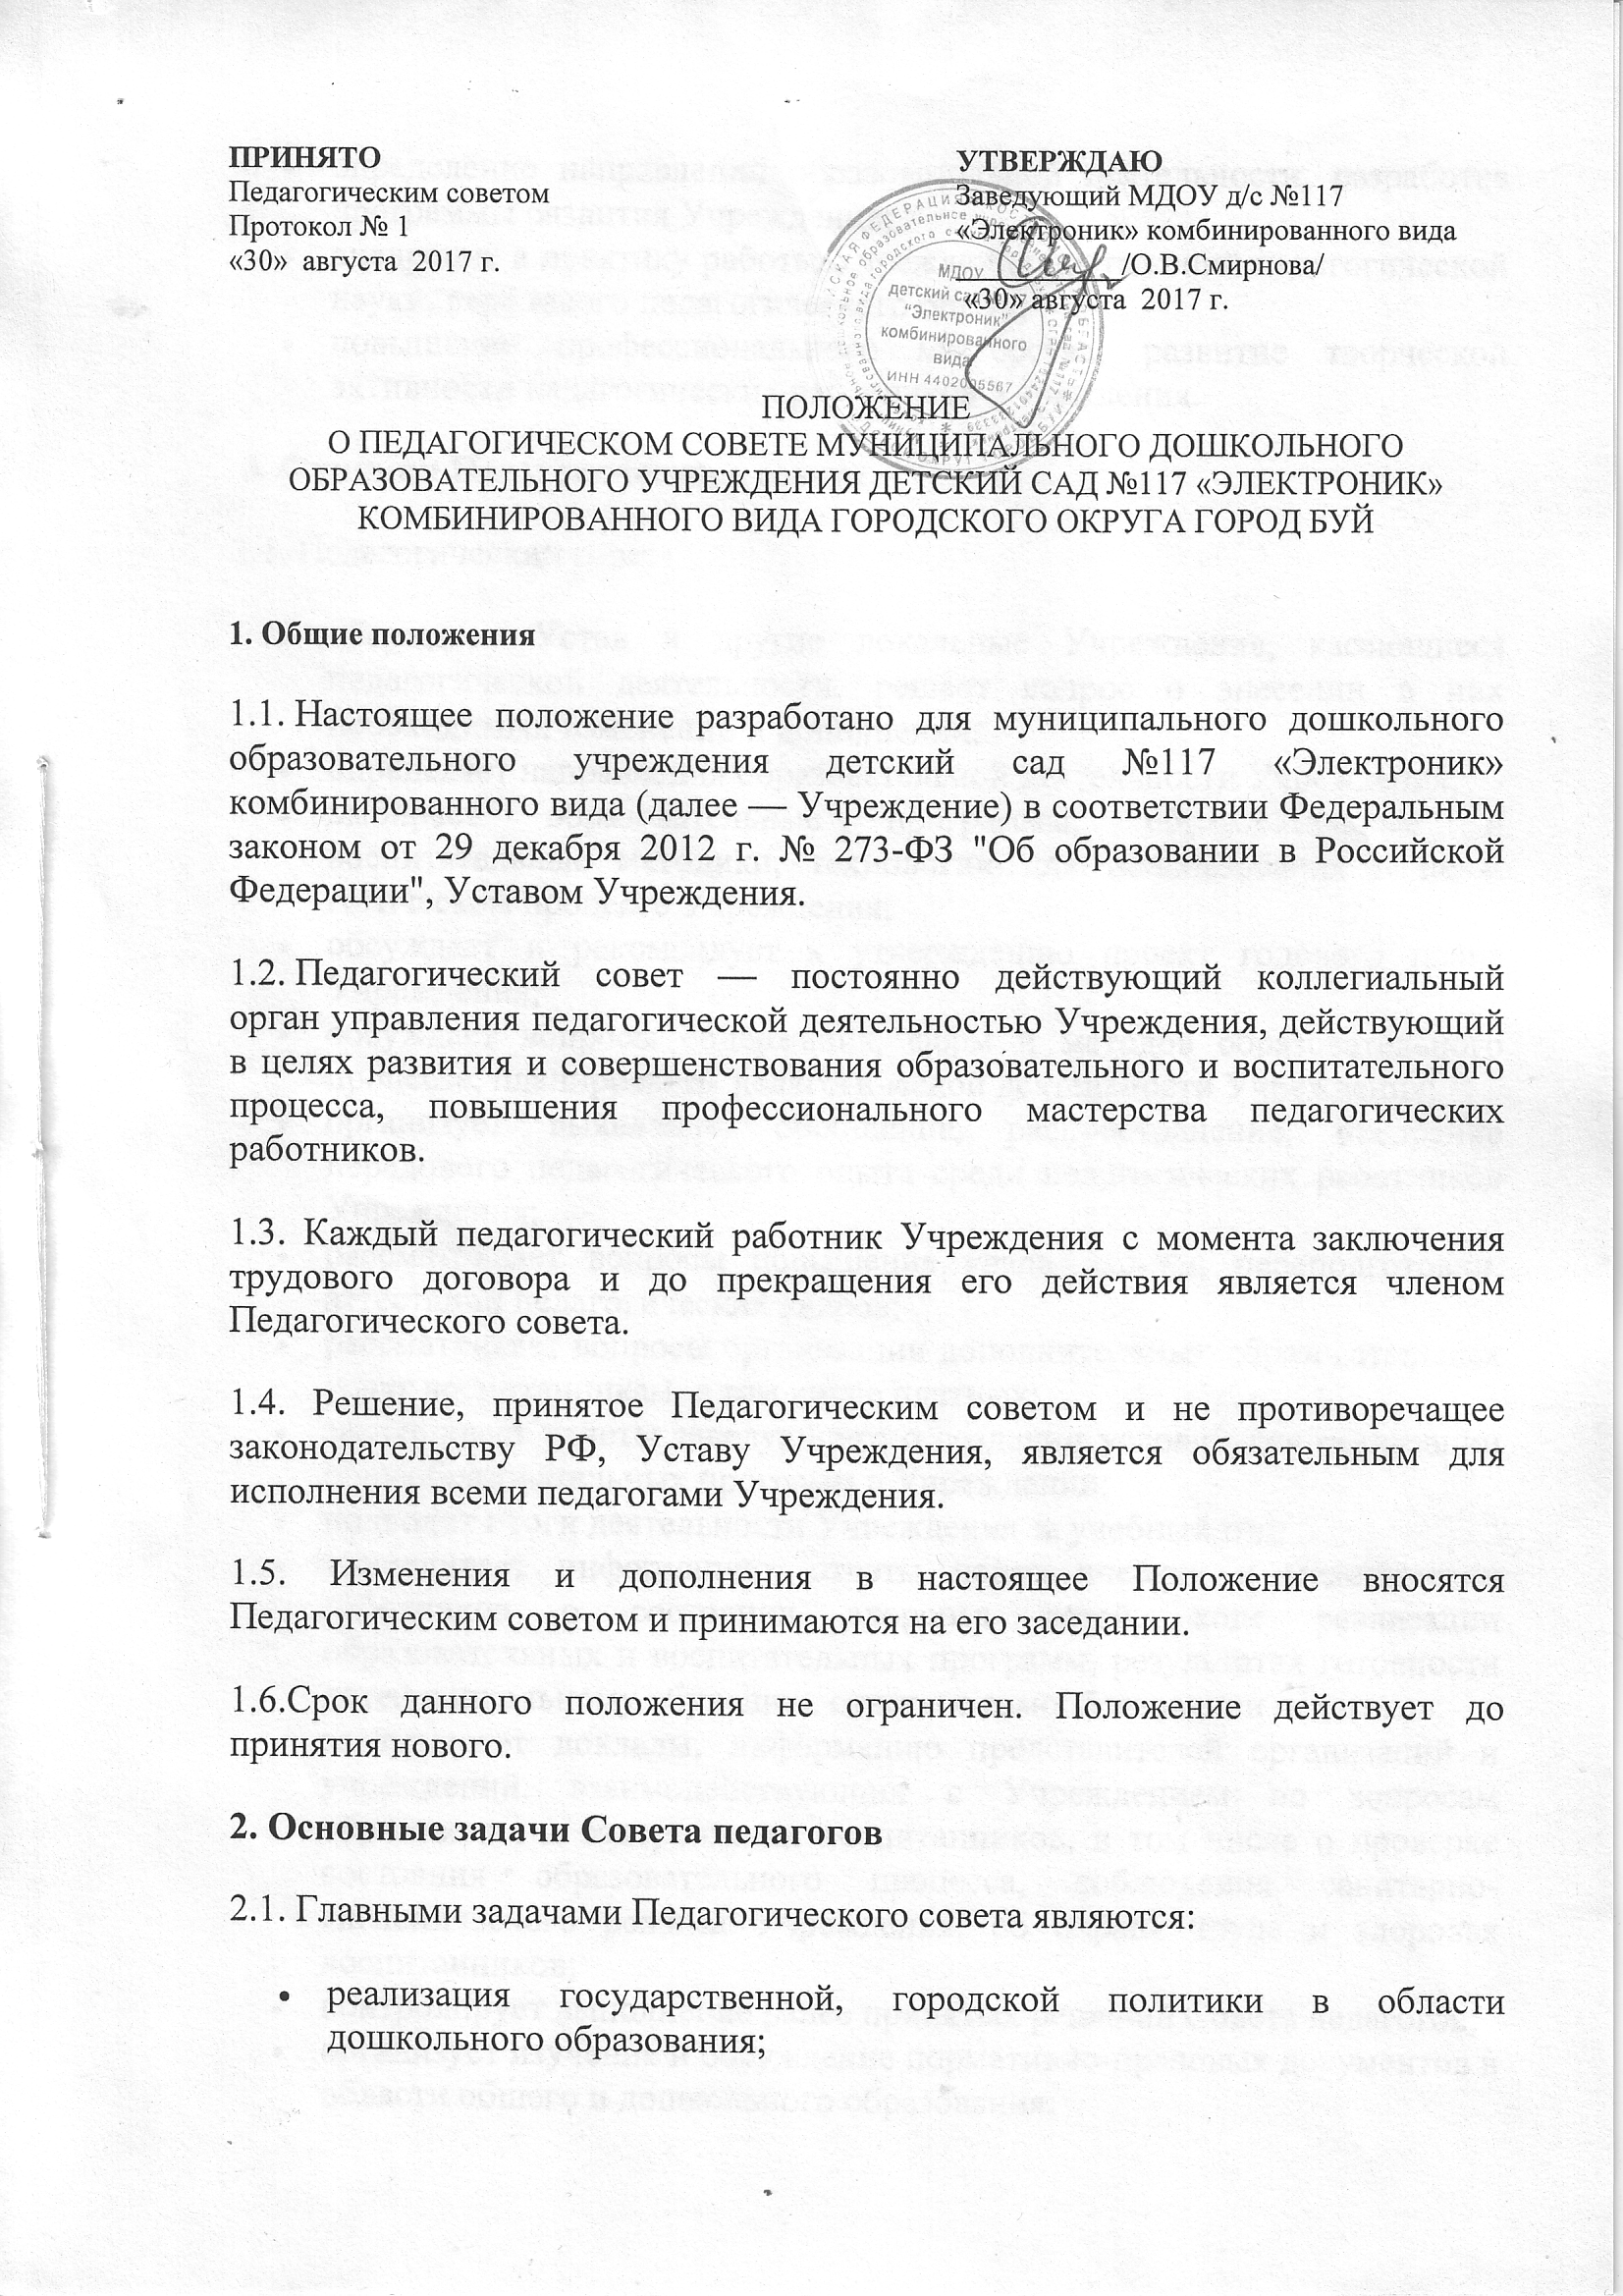 ПРИНЯТО
Педагогическим советом
Протокол № 1
«30» августа 2017 г.
УТВЕРЖДАЮ
Заведующий МДОУ д/с №117
«Электроник» комбинированного вида
/О.В.Смирнова/
«30» августа 2017 г.
МДОУ
детский сад
"Электроник"
комбинированного
вида
ИНН 4402005567
ПОЛОЖЕНИЕ
О ПЕДАГОГИЧЕСКОМ СОВЕТЕ МУНИЦИПАЛЬНОГО ДОШКОЛЬНОГО
ОБРАЗОВАТЕЛЬНОГО УЧРЕЖДЕНИЯ ДЕТСКИЙ САД №117 «ЭЛЕКТРОНИК»
КОМБИНИРОВАННОГО ВИДА ГОРОДСКОГО ОКРУГА ГОРОД БУЙ
1. Общие положения
1.1. Настоящее положение разработано для муниципального дошкольного
образовательного учреждения детский сад №117 «Электроник»
комбинированного вида (далее — Учреждение) в соответствии Федеральным
законом от 29 декабря 2012 г. № 273-ФЗ "Об образовании в Российской
Федерации", Уставом Учреждения.
1.2. Педагогический совет — постоянно действующий коллегиальный
орган управления педагогической деятельностью Учреждения, действующий
в целях развития и совершенствования образовательного и воспитательного
процесса, повышения профессионального мастерства педагогических
работников.
1.3. Каждый педагогический работник Учреждения с момента заключения
трудового договора и до прекращения его действия является членом
Педагогического совета.
1.4. Решение, принятое Педагогическим советом и не противоречащее
законодательству РФ, Уставу Учреждения, является обязательным для
исполнения всеми педагогами Учреждения.
1.5. Изменения и дополнения в настоящее Положение вносятся
Педагогическим советом и принимаются на его заседании.
1.6.Срок данного положения не ограничен. Положение действует до
принятия нового.
2. Основные задачи Совета педагогов
2.1. Главными задачами Педагогического совета являются:
• реализация государственной, городской политики в области
дошкольного образования;